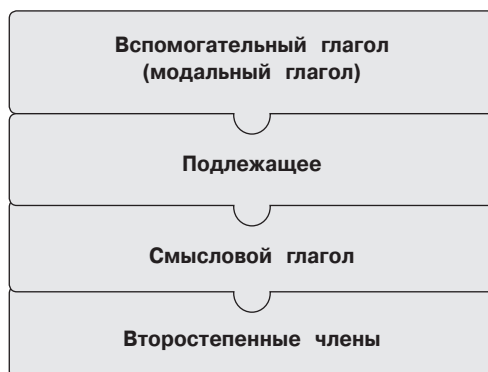 Вспомогательный глагол
(модальный глагол)
Подлежащее
Смысловой глагол
Второстепенные члены